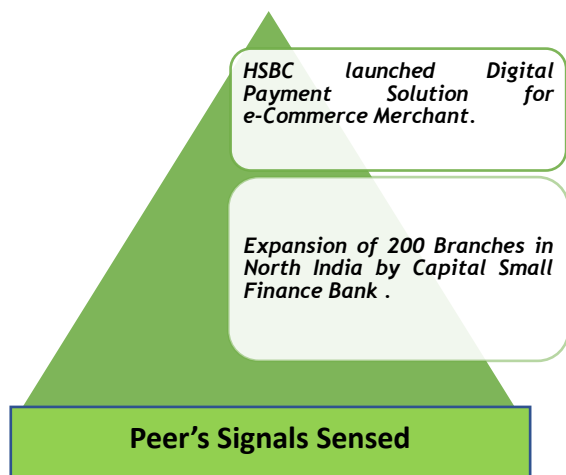 HSBC launched Digital
Payment Solution for
e-Commerce Merchant.
Expansion of 200 Branches in
North India by Capital Small
Finance Bank .
Peer’s Signals Sensed